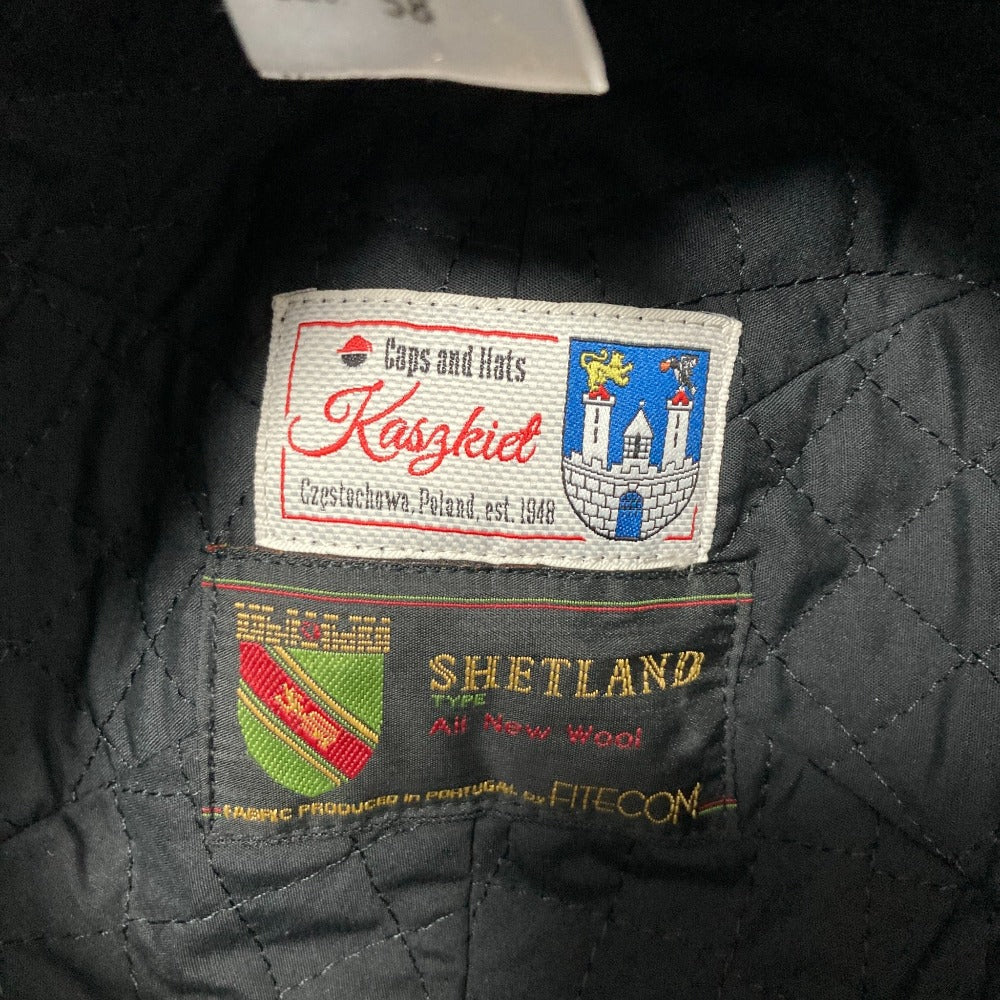 58
Caps and Hats
Kaszkiet
Częstochowa, Poland, est. 1948
SHETLAND
TYPE
All New Wool
FABRIC PRODUCED in PORTUGAL by FITECOM